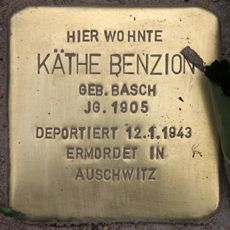 HIER WOHNTE
KÄTHE BENZION
GEB. BASCH
JG. 1905
DEPORTIERT 12.1.1943
ERMORDET IN
AUSCHWITZ